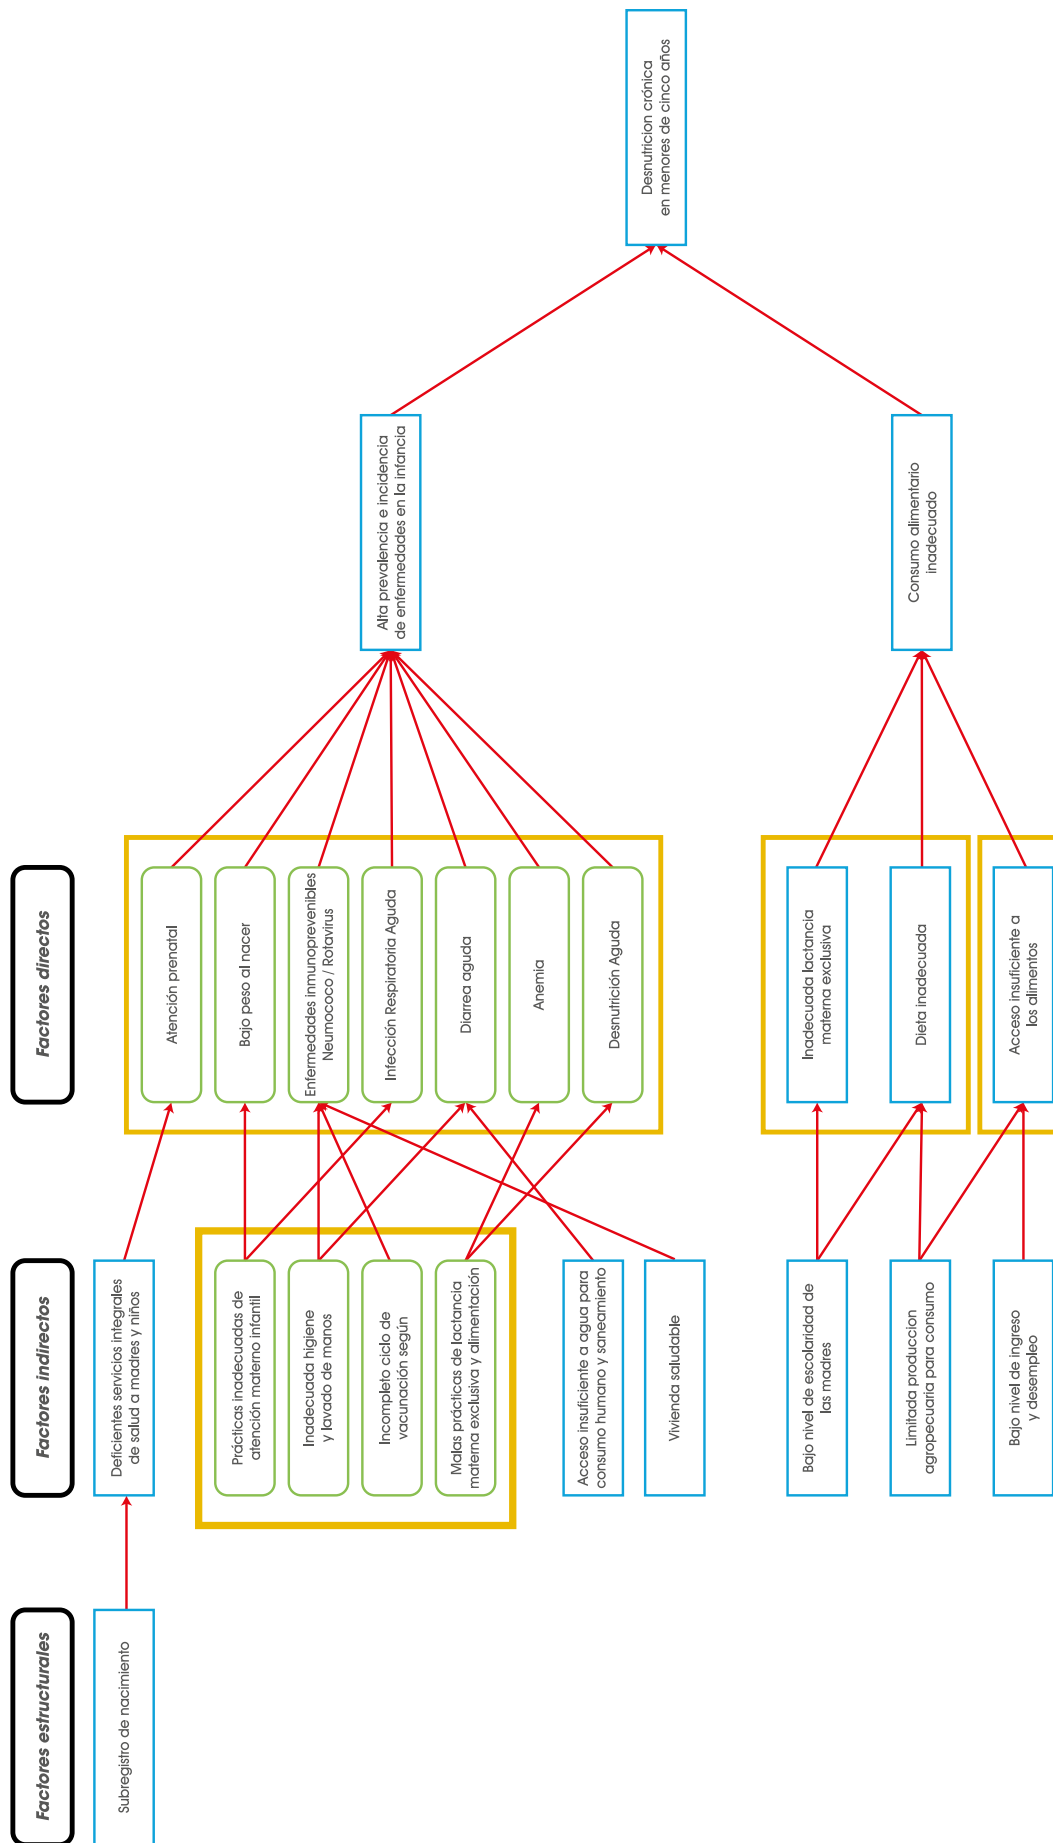 Factores estructurales
Factores indirectos
Factores directos
Subregistro de nacimiento
Deficientes servicios integrales
de salud a madres y niños
Atención prenatal
Prácticas inadecuadas de
atención materno infantil
Bajo peso al nacer
Inadecuada higiene
y lavado de manos
Enfermedades inmunoprevenibles
Neumococo / Rotavirus
Incompleto ciclo de
vacunación según
Infección Respiratoria Aguda
Alta prevalencia e incidencia
de enfermedades en la infancia
Malas prácticas de lactancia
materna exclusiva y alimentación
Diarrea aguda
Anemia
Acceso insuficiente a agua para
consumo humano y saneamiento
Desnutrición Aguda
Vivienda saludable
Desnutricion crónica
en menores de cinco años
Bajo nivel de escolaridad de
las madres
Inadecuada lactancia
materna exclusiva
Limitada produccion
agropecuaria para consumo
Dieta inadecuada
Consumo alimentario
inadecuado
Bajo nivel de ingreso
y desempleo
Acceso insuficiente a
los alimentos